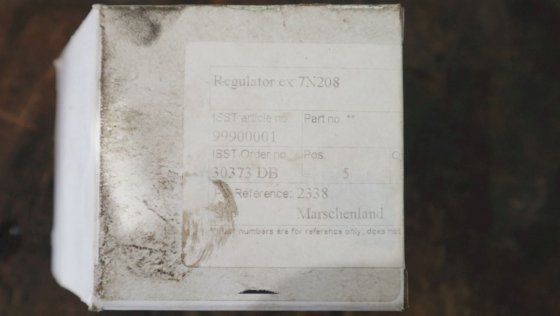 Regulator ex 7N208
ISST article no Part no. **
99900001
ISST Order no. Pos.
30373 DB 5
Reference: 2338
Marschenland
numbers are for reference only, does not